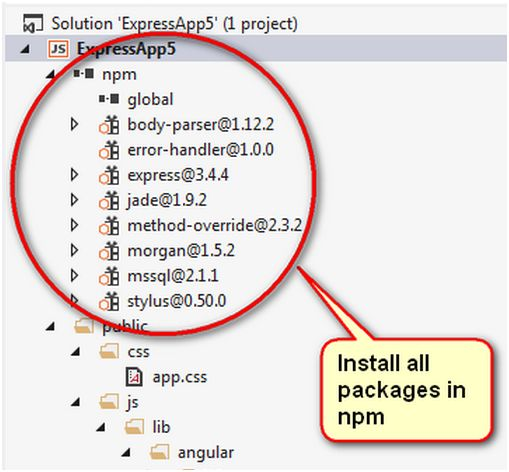 Solution 'ExpressApp5' (1 project)
JS ExpressApp5
npm
global
body-parser@1.12.2
error-handler@1.0.0
express@3.4.4
jade@1.9.2
method-override@2.3.2
morgan@1.5.2
mssql@2.1.1
stylus@0.50.0
public
css
app.css
js
lib
angular
Install all
packages in
npm